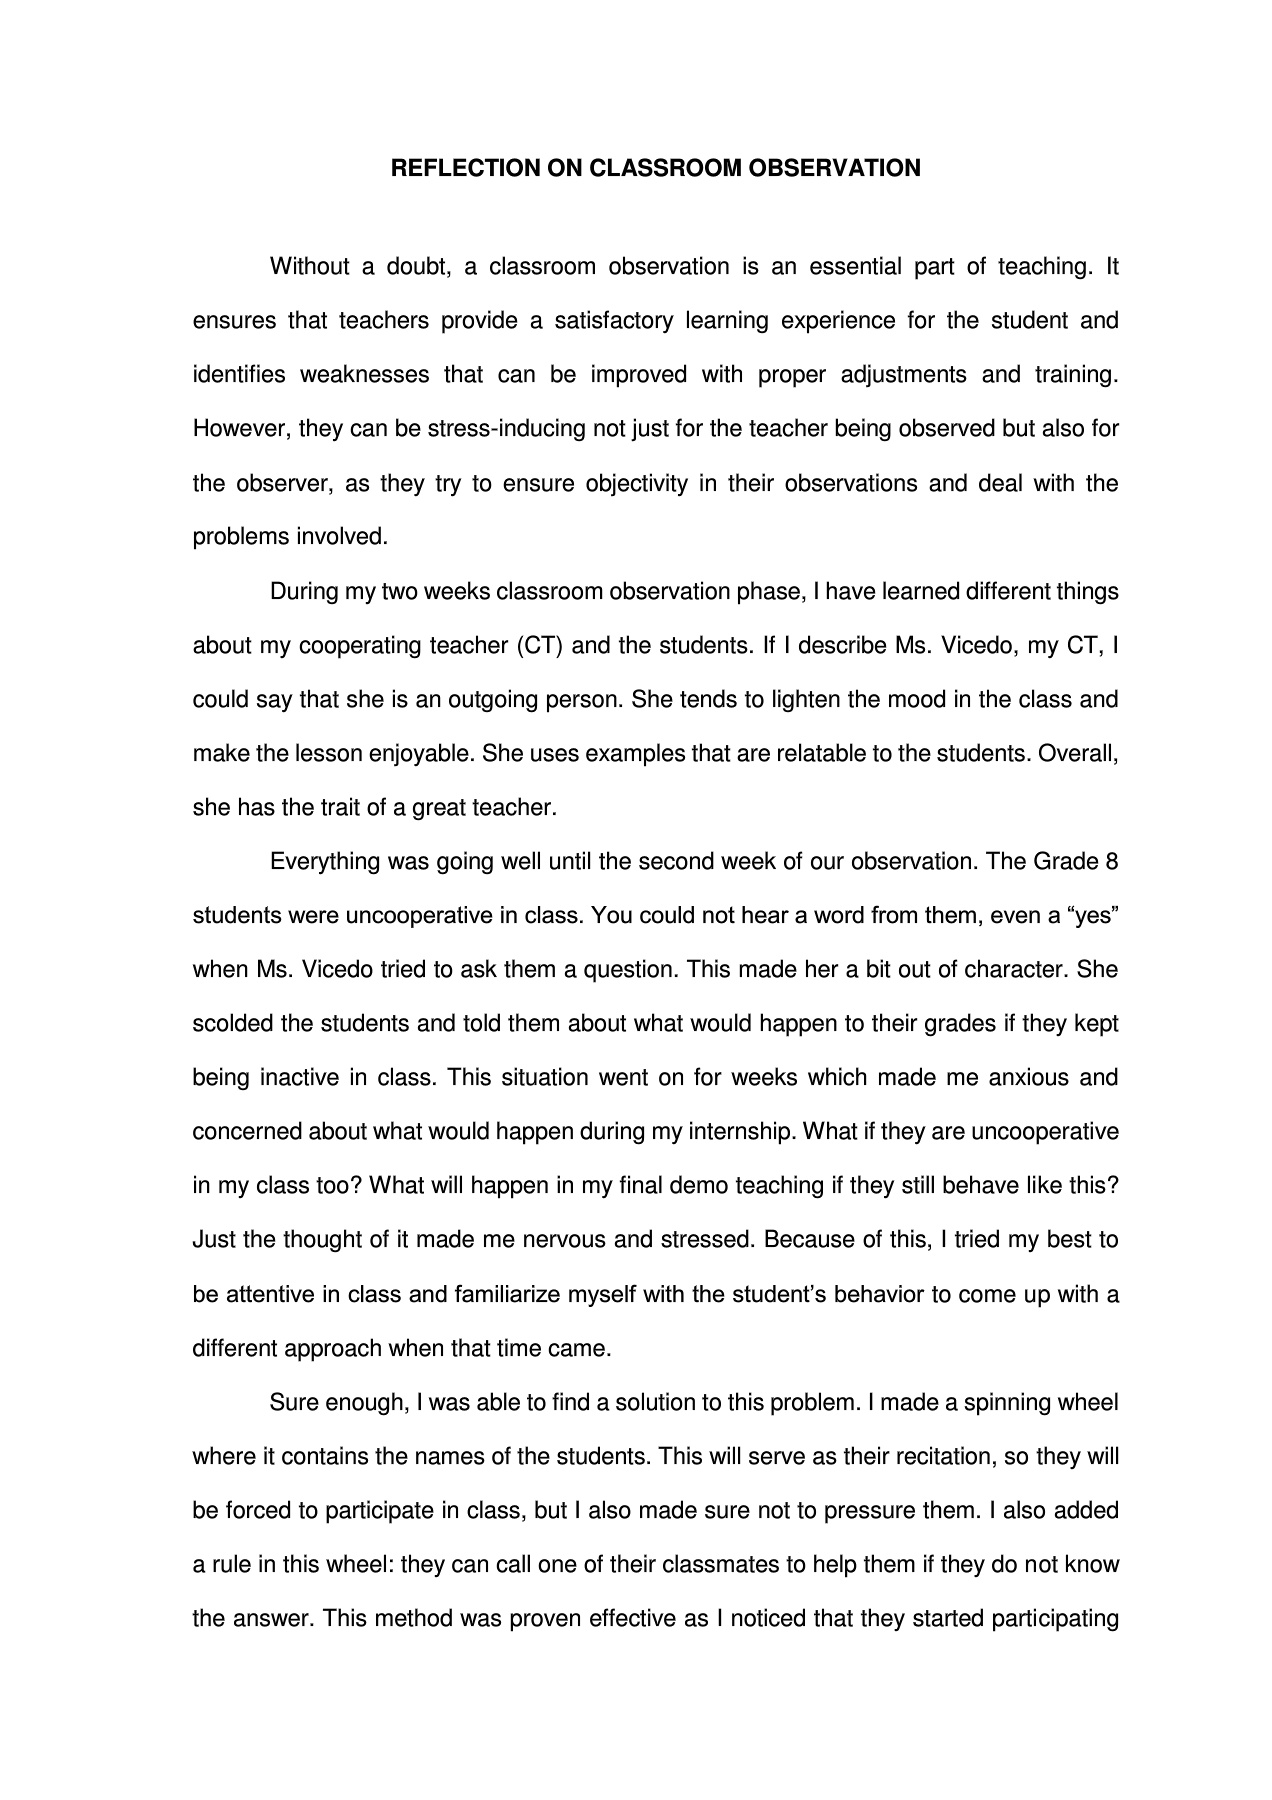 REFLECTION ON CLASSROOM OBSERVATION
Without a doubt, a classroom observation is an essential part of teaching. It
ensures that teachers provide a satisfactory learning experience for the student and
identifies weaknesses that can be improved with proper adjustments and training.
However, they can be stress-inducing not just for the teacher being observed but also for
the observer, as they try to ensure objectivity in their observations and deal with the
problems involved.
During my two weeks classroom observation phase, I have learned different things
about my cooperating teacher (CT) and the students. If I describe Ms. Vicedo, my CT, I
could say that she is an outgoing person. She tends to lighten the mood in the class and
make the lesson enjoyable. She uses examples that are relatable to the students. Overall,
she has the trait of a great teacher.
Everything was going well until the second week of our observation. The Grade 8
students were uncooperative in class. You could not hear a word from them, even a “yes”
when Ms. Vicedo tried to ask them a question. This made her a bit out of character. She
scolded the students and told them about what would happen to their grades if they kept
being inactive in class. This situation went on for weeks which made me anxious and
concerned about what would happen during my internship. What if they are uncooperative
in my class too? What will happen in my final demo teaching if they still behave like this?
Just the thought of it made me nervous and stressed. Because of this, I tried my best to
be attentive in class and familiarize myself with the student’s behavior to come up with a
different approach when that time came.
Sure enough, I was able to find a solution to this problem. I made a spinning wheel
where it contains the names of the students. This will serve as their recitation, so they will
be forced to participate in class, but I also made sure not to pressure them. I also added
a rule in this wheel: they can call one of their classmates to help them if they do not know
the answer. This method was proven effective as I noticed that they started participating